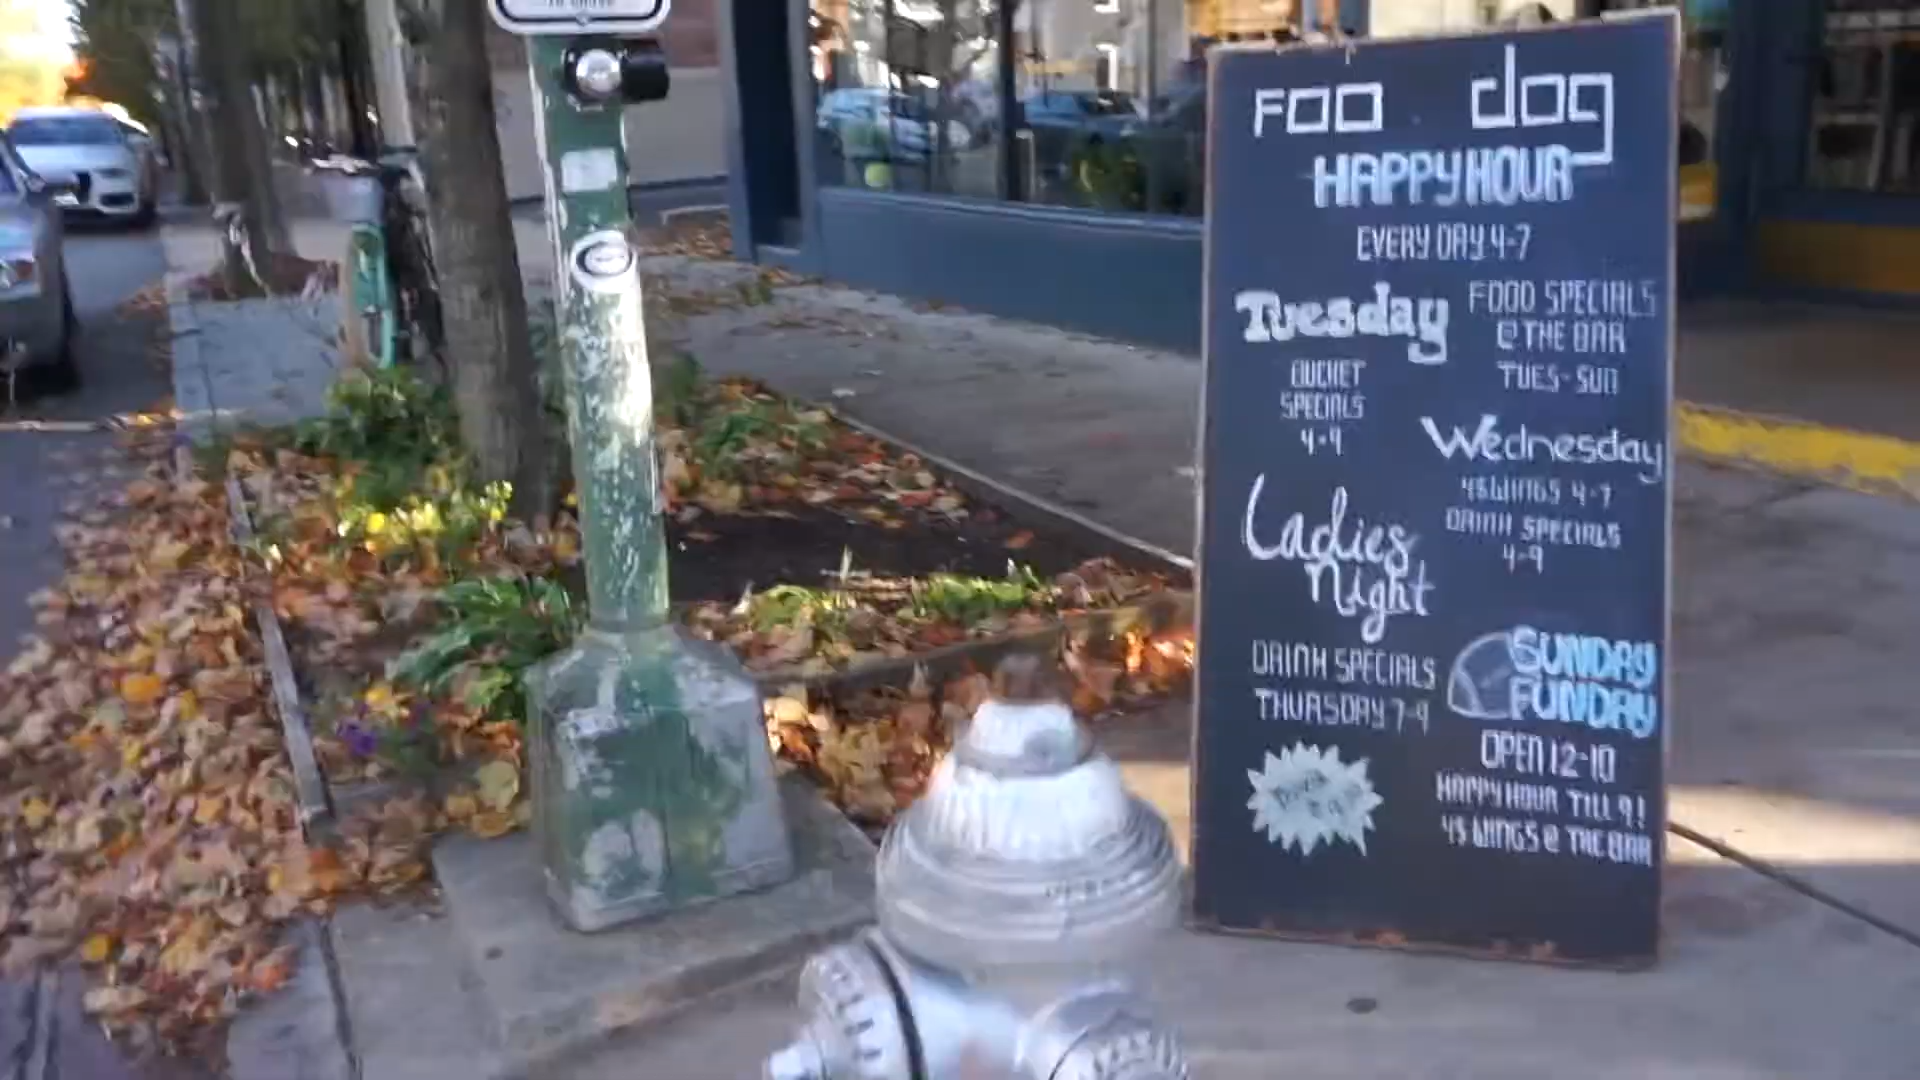 Foo dog
HAPPY HOUR
EVERY DAY 4-7
Tuesday
BUCKET
SPECIALS
4-9
FOOD SPECIALS
@ THE BAR
TUES-SUN
Wednesday
4$ WINGS 4-7
DRINK SPECIALS
4-9
Ladies
Night
DRINK SPECIALS
THURSDAY 7-9
SUNDAY
FUNDAY
OPEN 12-10
HAPPY HOUR TILL 9!
4$ WINGS @ THE BAR